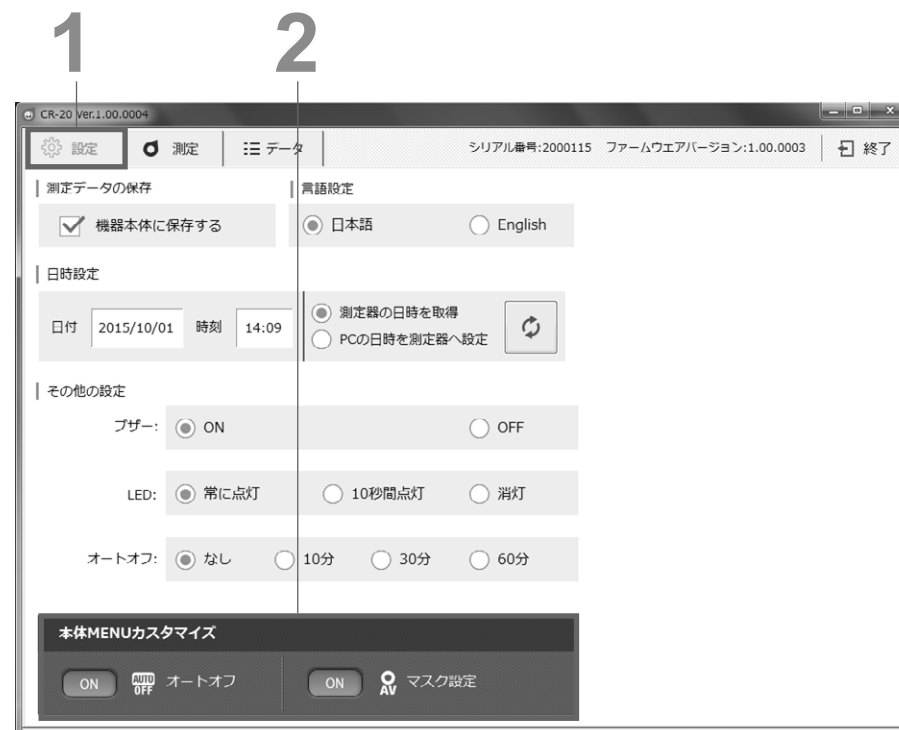 1 2
CR-20 ver.1.00.0004
設定 測定 データ シリアル番号:2000115 ファームウエアバージョン:1.00.0003 終了
測定データの保存 言語設定
機器本体に保存する 日本語 English
日時設定
測定器の日時を取得
日付 2015/10/01 時刻 14:09
PCの日時を測定器へ設定
その他の設定
ブザー: ON OFF
LED: 常に点灯 10秒間点灯 消灯
オートオフ: なし 10分 30分 60分
本体MENUカスタマイズ
ON AUTO OFF オートオフ ON AV マスク設定